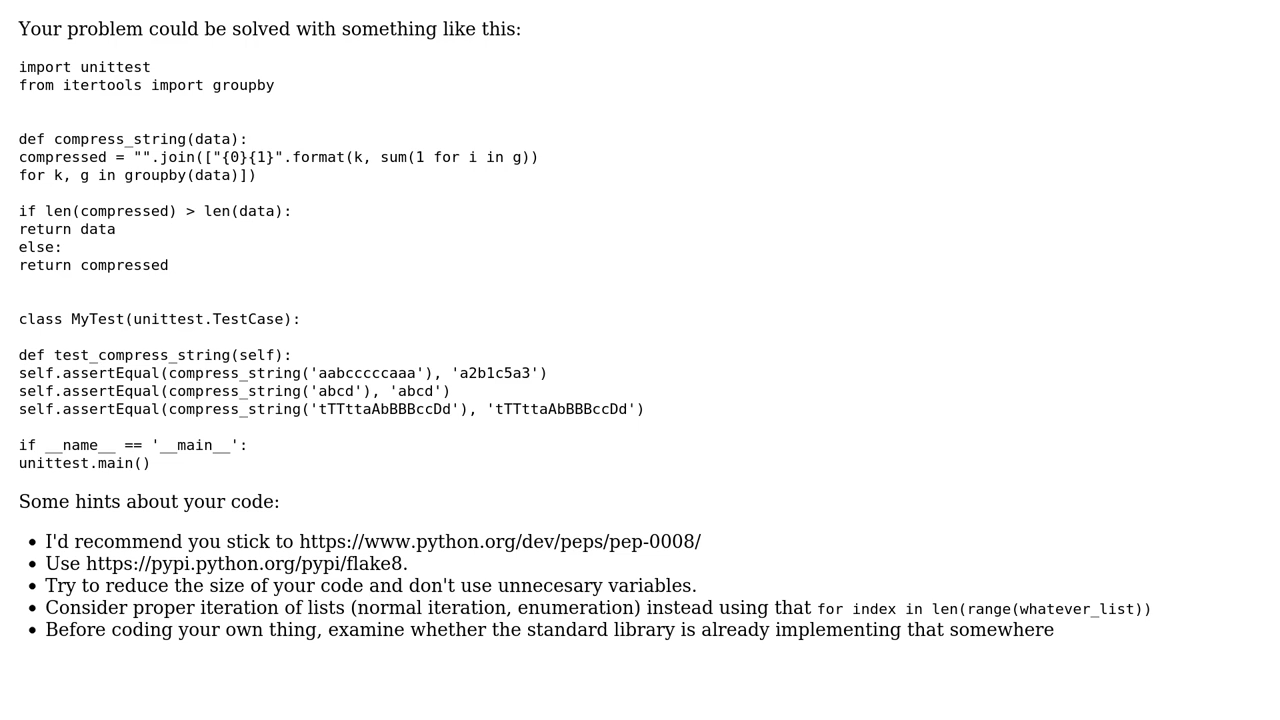 Your problem could be solved with something like this:
import unittest
from itertools import groupby
def compress_string(data):
compressed = "".join(["{0}{1}".format(k, sum(1 for i in g))
for k, g in groupby(data)])
if len(compressed) > len(data):
return data
else:
return compressed
class MyTest(unittest.TestCase):
def test_compress_string(self):
self.assertEqual(compress_string('aabcccccaaa'), 'a2b1c5a3')
self.assertEqual(compress_string('abcd'), 'abcd')
self.assertEqual(compress_string('tTTttaAbBBBccDd'), 'tTTttaAbBBBccDd')
if __name__ == '__main__':
unittest.main()
Some hints about your code:
• I'd recommend you stick to https://www.python.org/dev/peps/pep-0008/
• Use https://pypi.python.org/pypi/flake8.
• Try to reduce the size of your code and don't use unnecesary variables.
• Consider proper iteration of lists (normal iteration, enumeration) instead using that for index in len(range(whatever_list))
• Before coding your own thing, examine whether the standard library is already implementing that somewhere